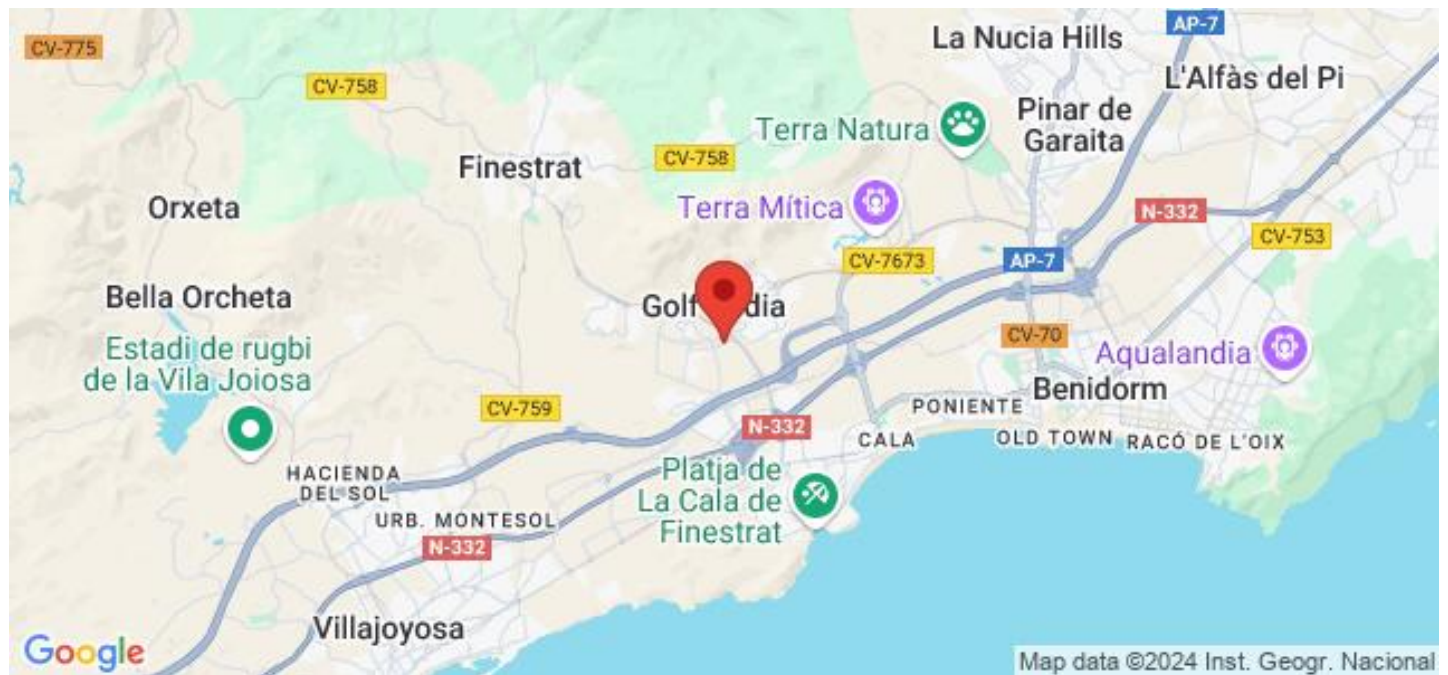 AP-7
CV-775
La Nucia Hills
L'Alfàs del Pi
CV-758
Terra Natura
Pinar de
Garaita
Finestrat
CV-758
Orxeta
Terra Mítica
N-332
CV-753
CV-7673
AP-7
Bella Orcheta
Golf
dia
Estadi de rugbi
de la Vila Joiosa
CV-70
Aqualandia
Benidorm
CV-759
PONIENTE
N-332
CALA
OLD TOWN
RACÓ DE L'OIX
HACIENDA
DEL SOL
Platja de
La Cala de
Finestrat
URB. MONTESOL
N-332
Villajoyosa
Google
Map data ©2024 Inst. Geogr. Nacional